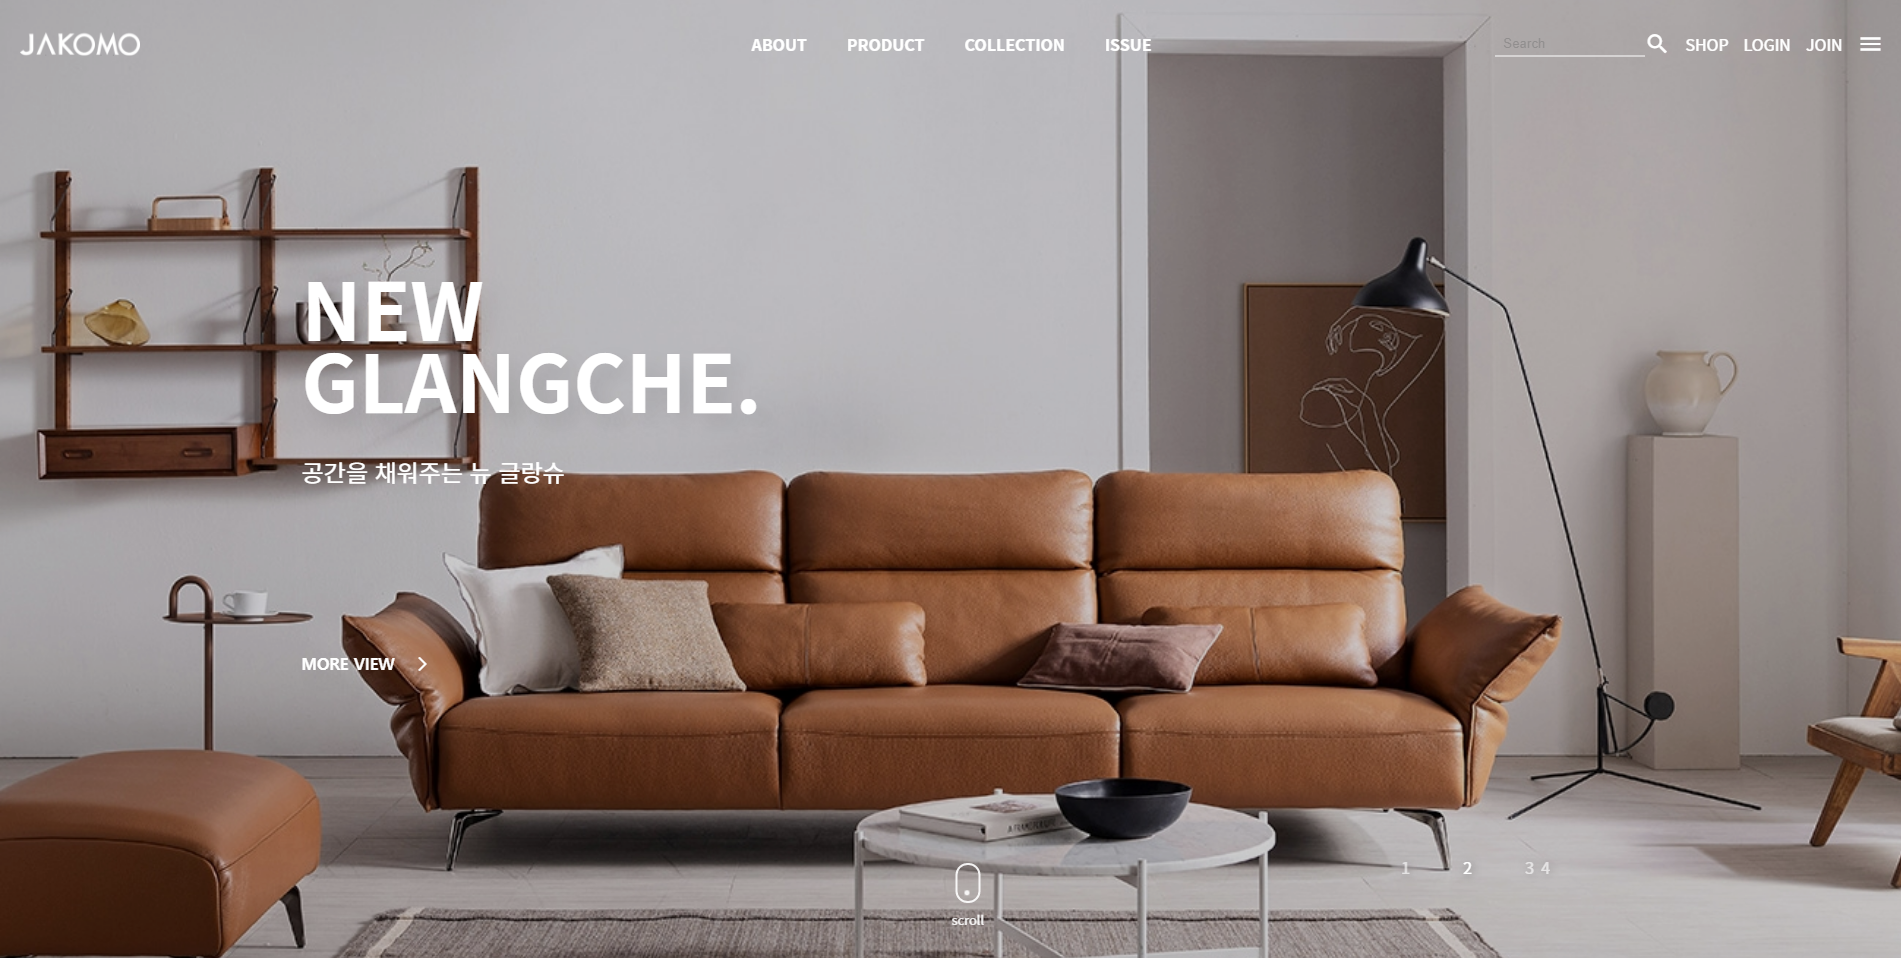 JAKOMO
ABOUT PRODUCT COLLECTION ISSUE
Search
SHOP LOGIN JOIN
NEW
GLANGCHE.
공간을 채워주는 뉴 글랑슈
MORE VIEW
1 2 3 4
scroll